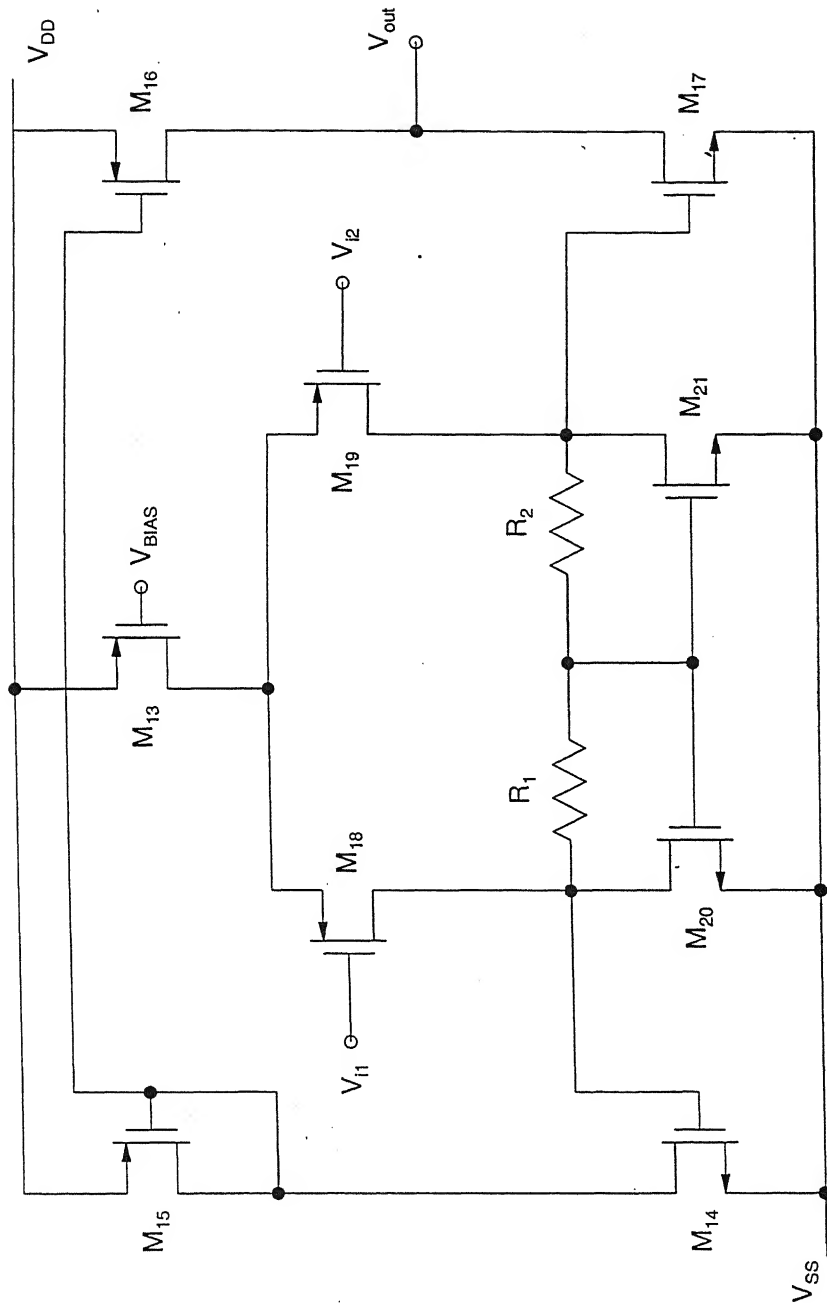 V_DD
M_15
M_16
M_13
V_BIAS
V_i1
M_18
M_19
V_i2
V_out
R_1
R_2
M_14
M_20
M_21
M_17
V_SS